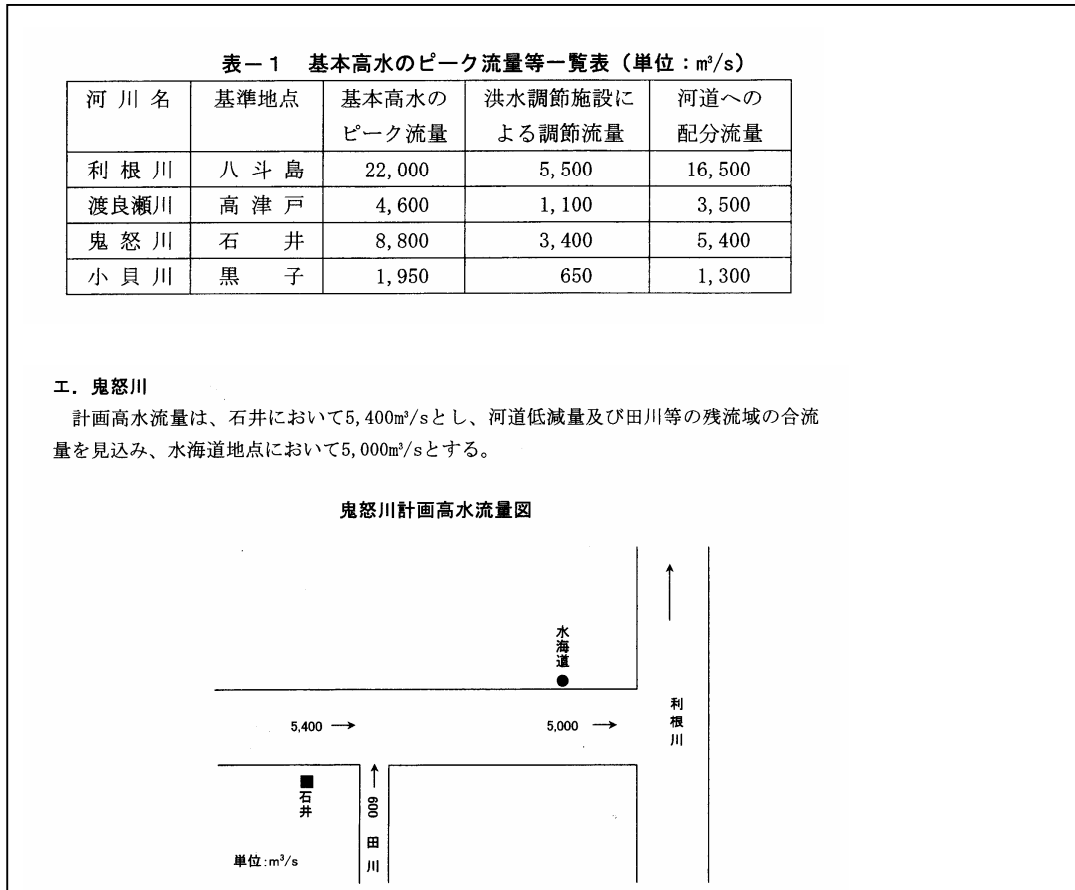 表－1 基本高水のピーク流量等一覧表（単位：m³/s）
河川名 基準地点 基本高水のピーク流量 洪水調節施設による調節流量 河道への配分流量
利根川 八斗島 22,000 5,500 16,500
渡良瀬川 高津戸 4,600 1,100 3,500
鬼怒川 石井 8,800 3,400 5,400
小貝川 黒子 1,950 650 1,300
エ．鬼怒川
計画高水流量は、石井において5,400m³/sとし、河道低減量及び田川等の残流域の合流
量を見込み、水海道地点において5,000m³/sとする。
鬼怒川計画高水流量図
水海道
5,400 →
5,000 →
利根川
石井
600
田川
単位:m³/s